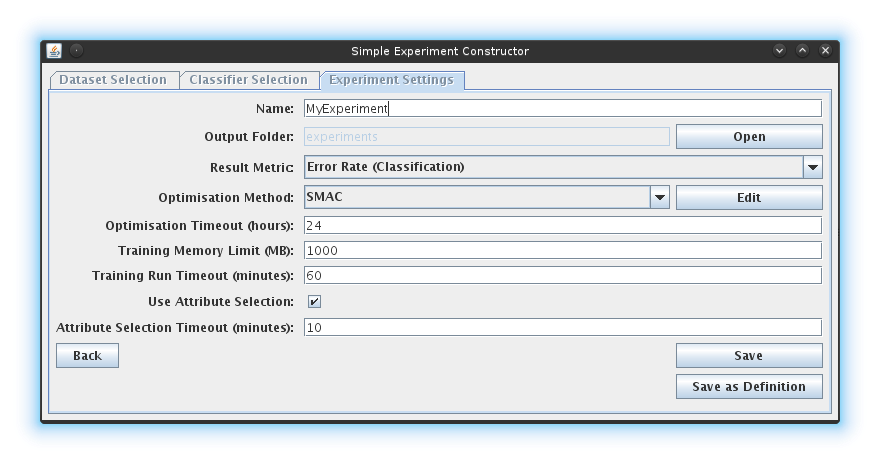 Simple Experiment Constructor
Dataset Selection Classifier Selection Experiment Settings
Name: MyExperiment
Output Folder: experiments Open
Result Metric: Error Rate (Classification)
Optimisation Method: SMAC Edit
Optimisation Timeout (hours): 24
Training Memory Limit (MB): 1000
Training Run Timeout (minutes): 60
Use Attribute Selection:
Attribute Selection Timeout (minutes): 10
Back Save
Save as Definition